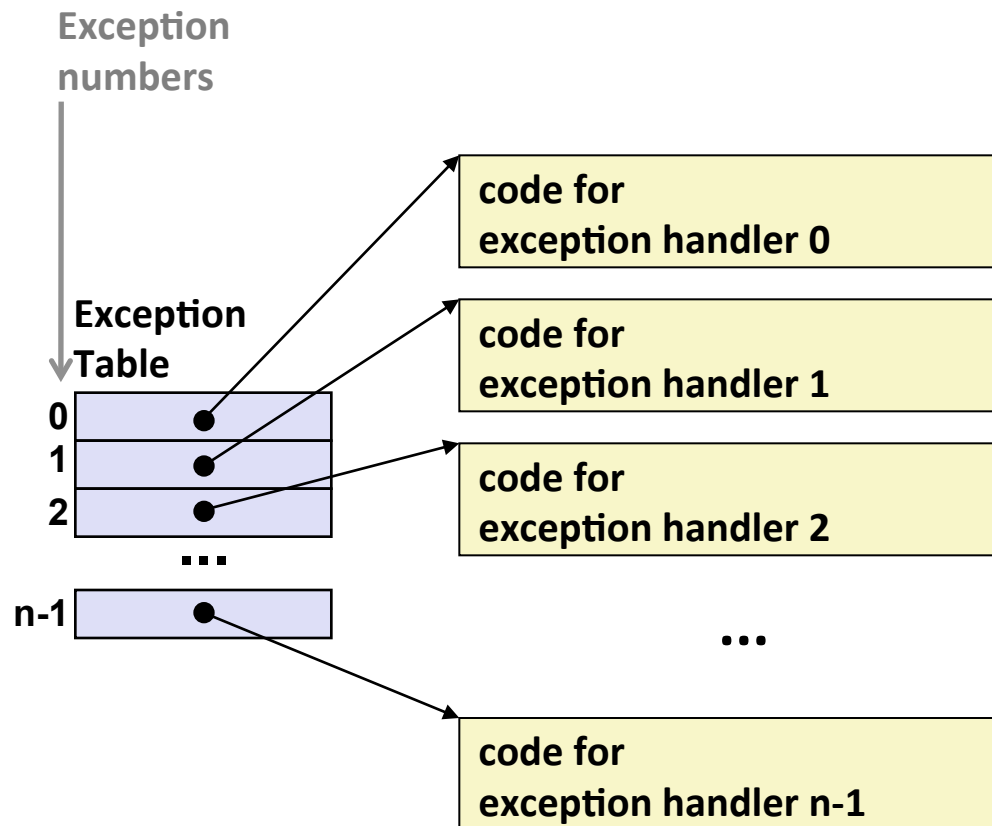 Exception
numbers
code for
exception handler 0
Exception
Table
code for
exception handler 1
0
1
2
code for
exception handler 2
...
n-1
...
code for
exception handler n-1